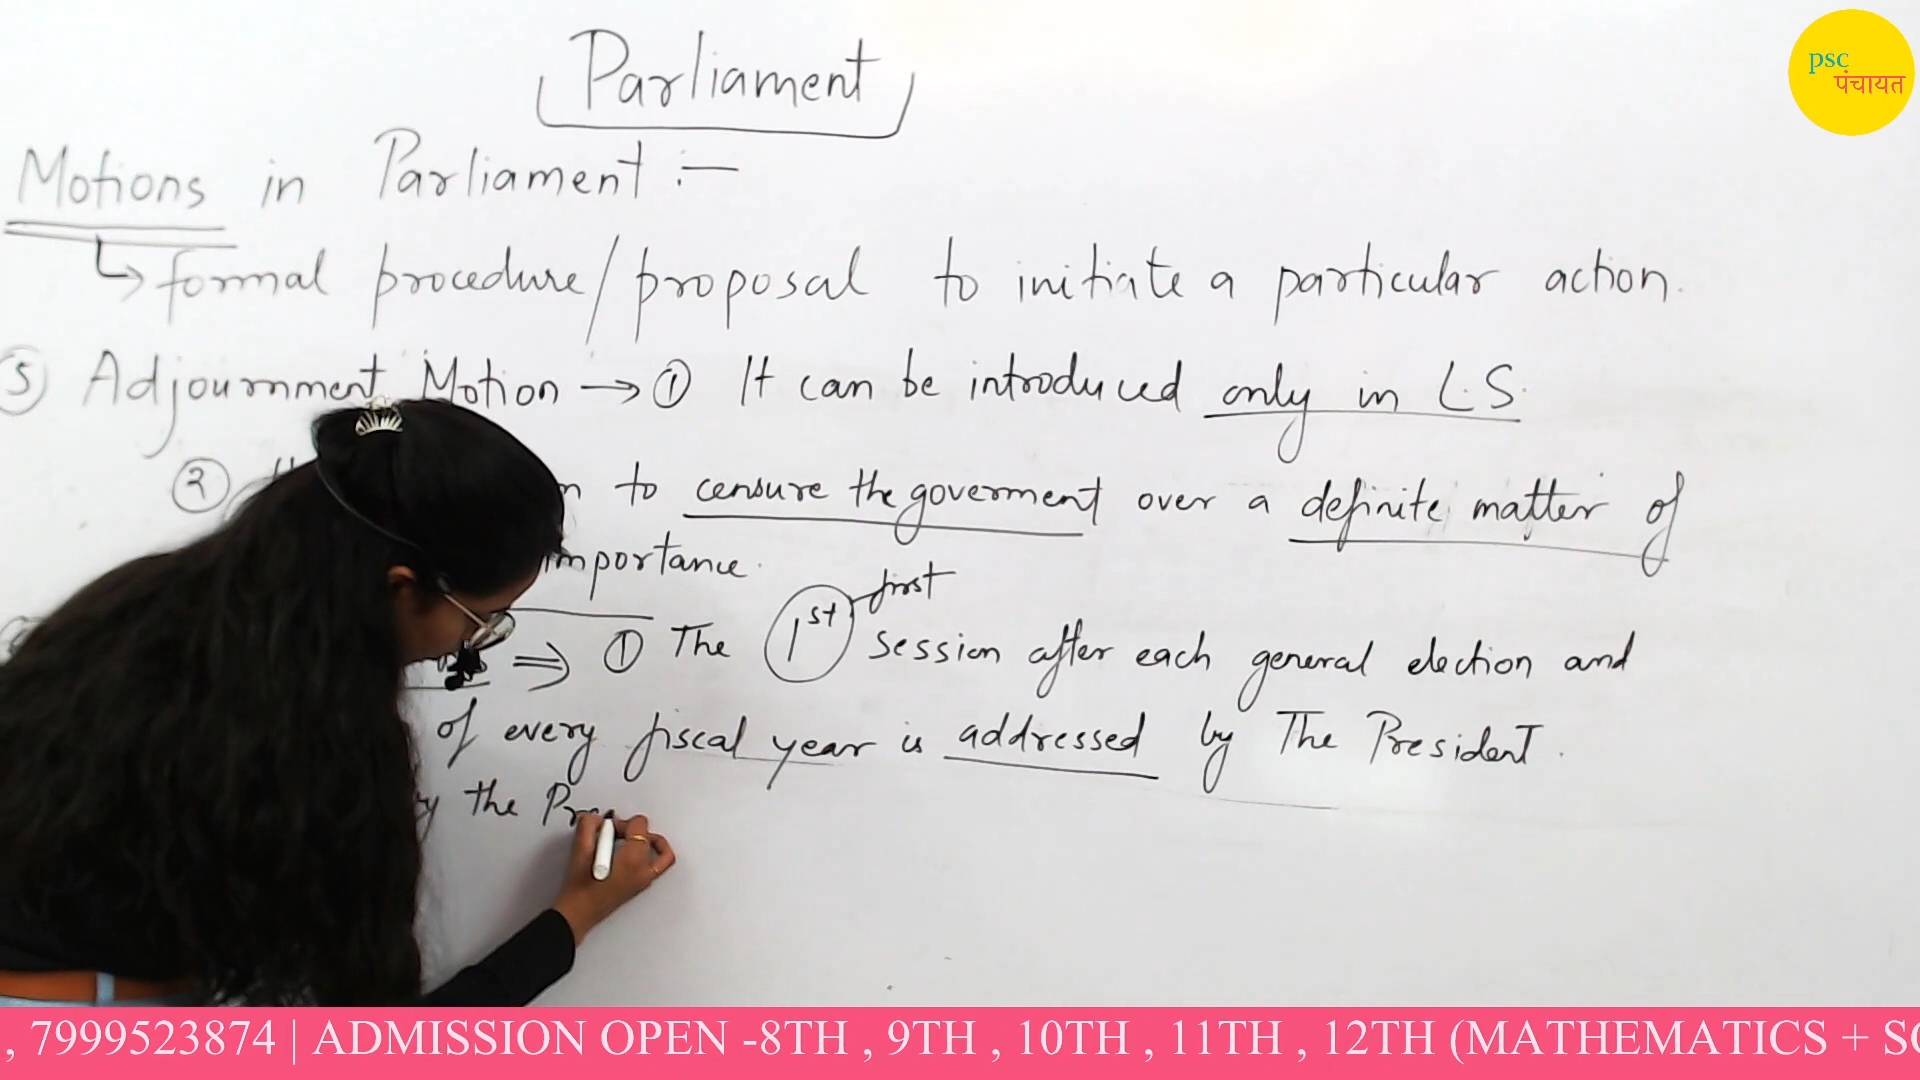 Parliament
psc
पंचायत
Motions in Parliament :-
formal procedure/proposal to initiate a particular action.
5 Adjournment Motion → 1 It can be introduced only in L.S.
2 to censure the goverment over a definite matter of
importance.
first
⇒ 1 The 1st session after each general election and
of every fiscal year is addressed by The President.
the
, 7999523874 | ADMISSION OPEN -8TH , 9TH , 10TH , 11TH , 12TH (MATHEMATICS +